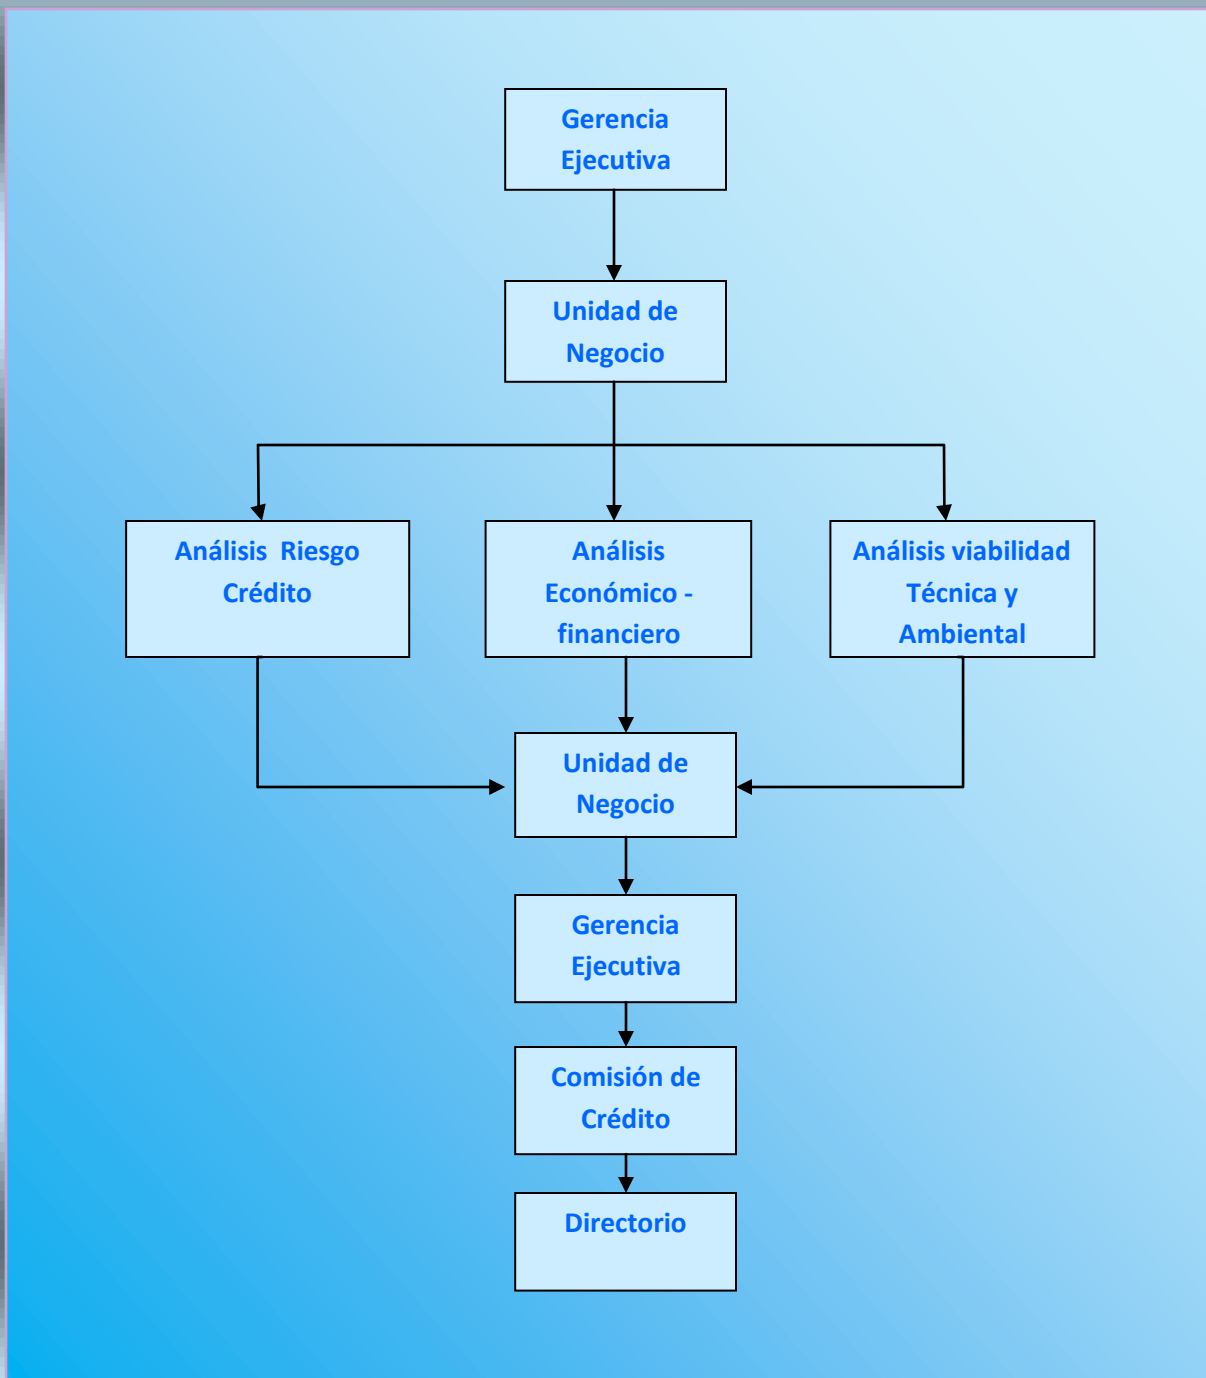 Gerencia
Ejecutiva
Unidad de
Negocio
Análisis  Riesgo
Crédito
Análisis
Económico -
financiero
Análisis viabilidad
Técnica y
Ambiental
Unidad de
Negocio
Gerencia
Ejecutiva
Comisión de
Crédito
Directorio